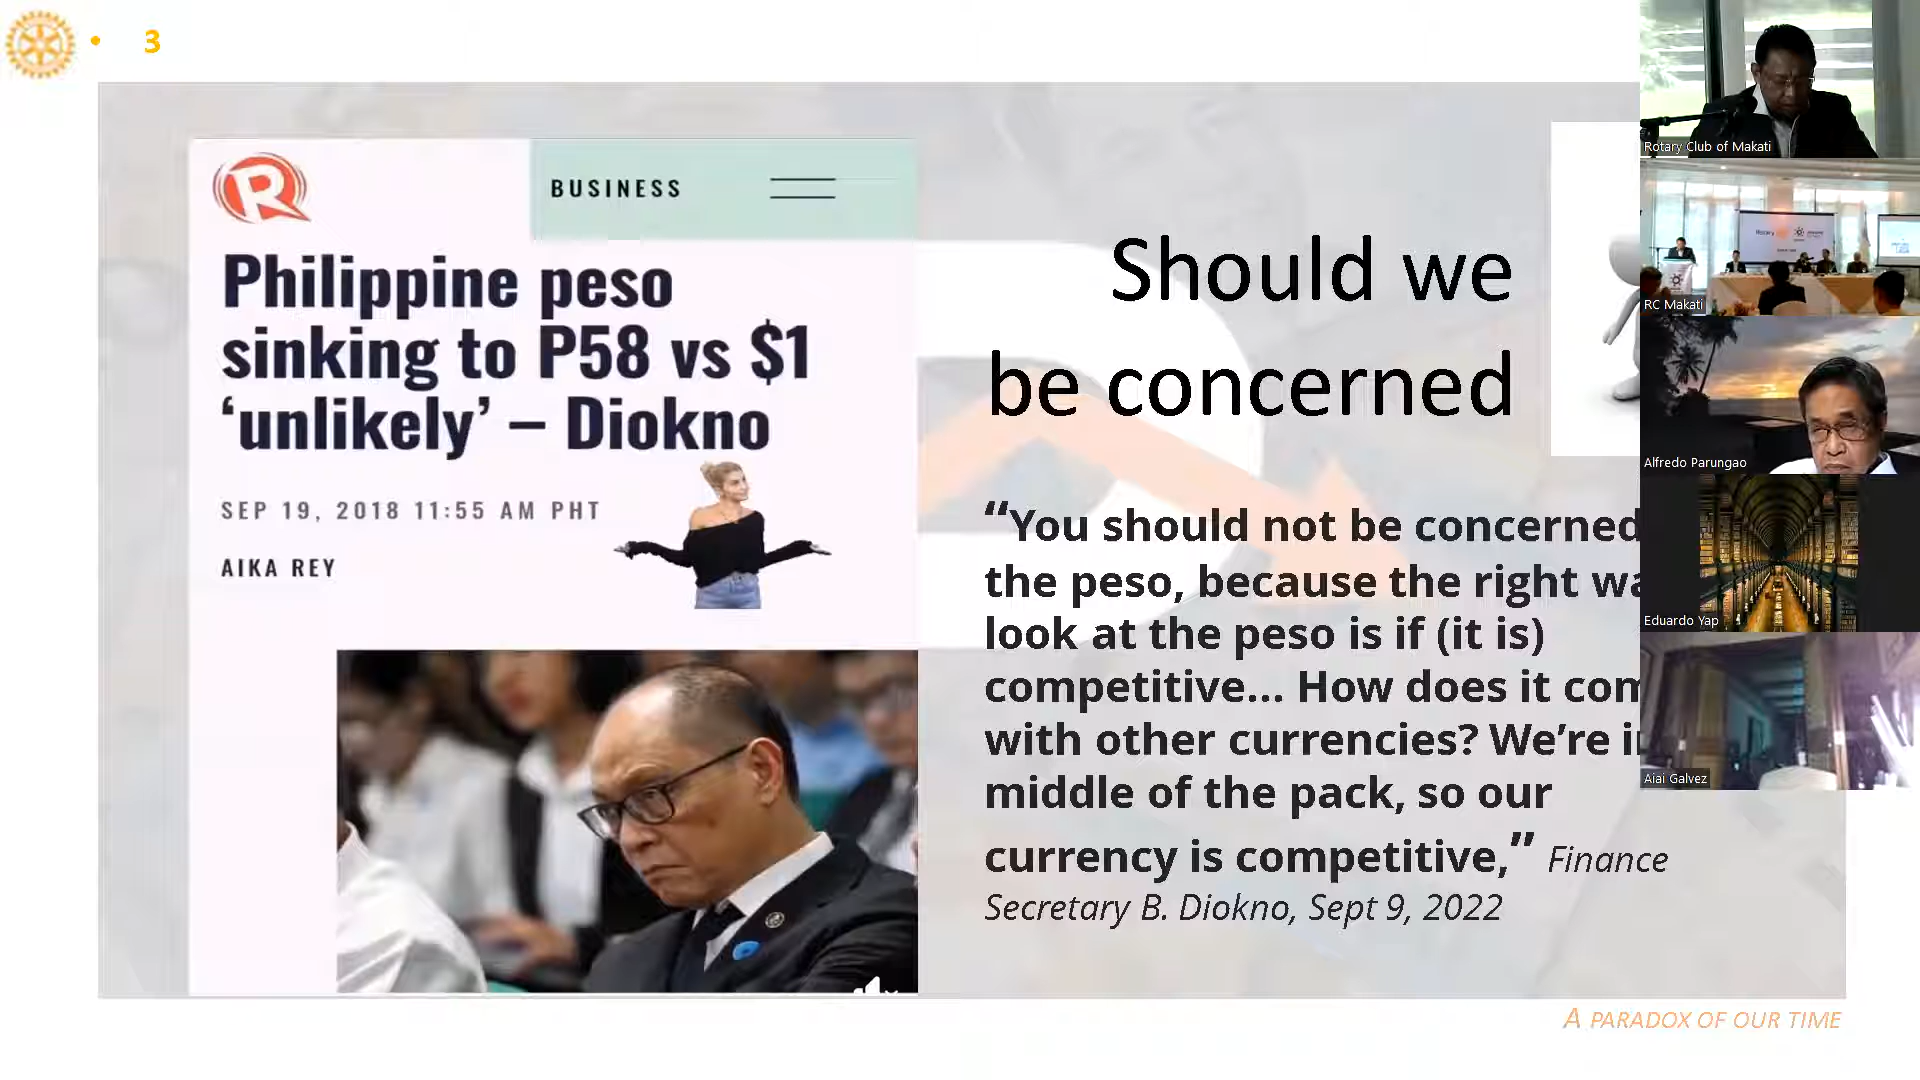 3
BUSINESS
Philippine peso
sinking to P58 vs $1
‘unlikely’ – Diokno
SEP 19, 2018 11:55 AM PHT
AIKA REY
Should we
be concerned
“You should not be concerned
the peso, because the right
look at the peso is if (it is)
competitive... How does it
with other currencies? We’re
middle of the pack, so our
currency is competitive,” Finance
Secretary B. Diokno, Sept 9, 2022
A PARADOX OF OUR TIME
Rotary Club of Makati
RC Makati
Alfredo Parungao
Eduardo Yap
Aiai Galvez